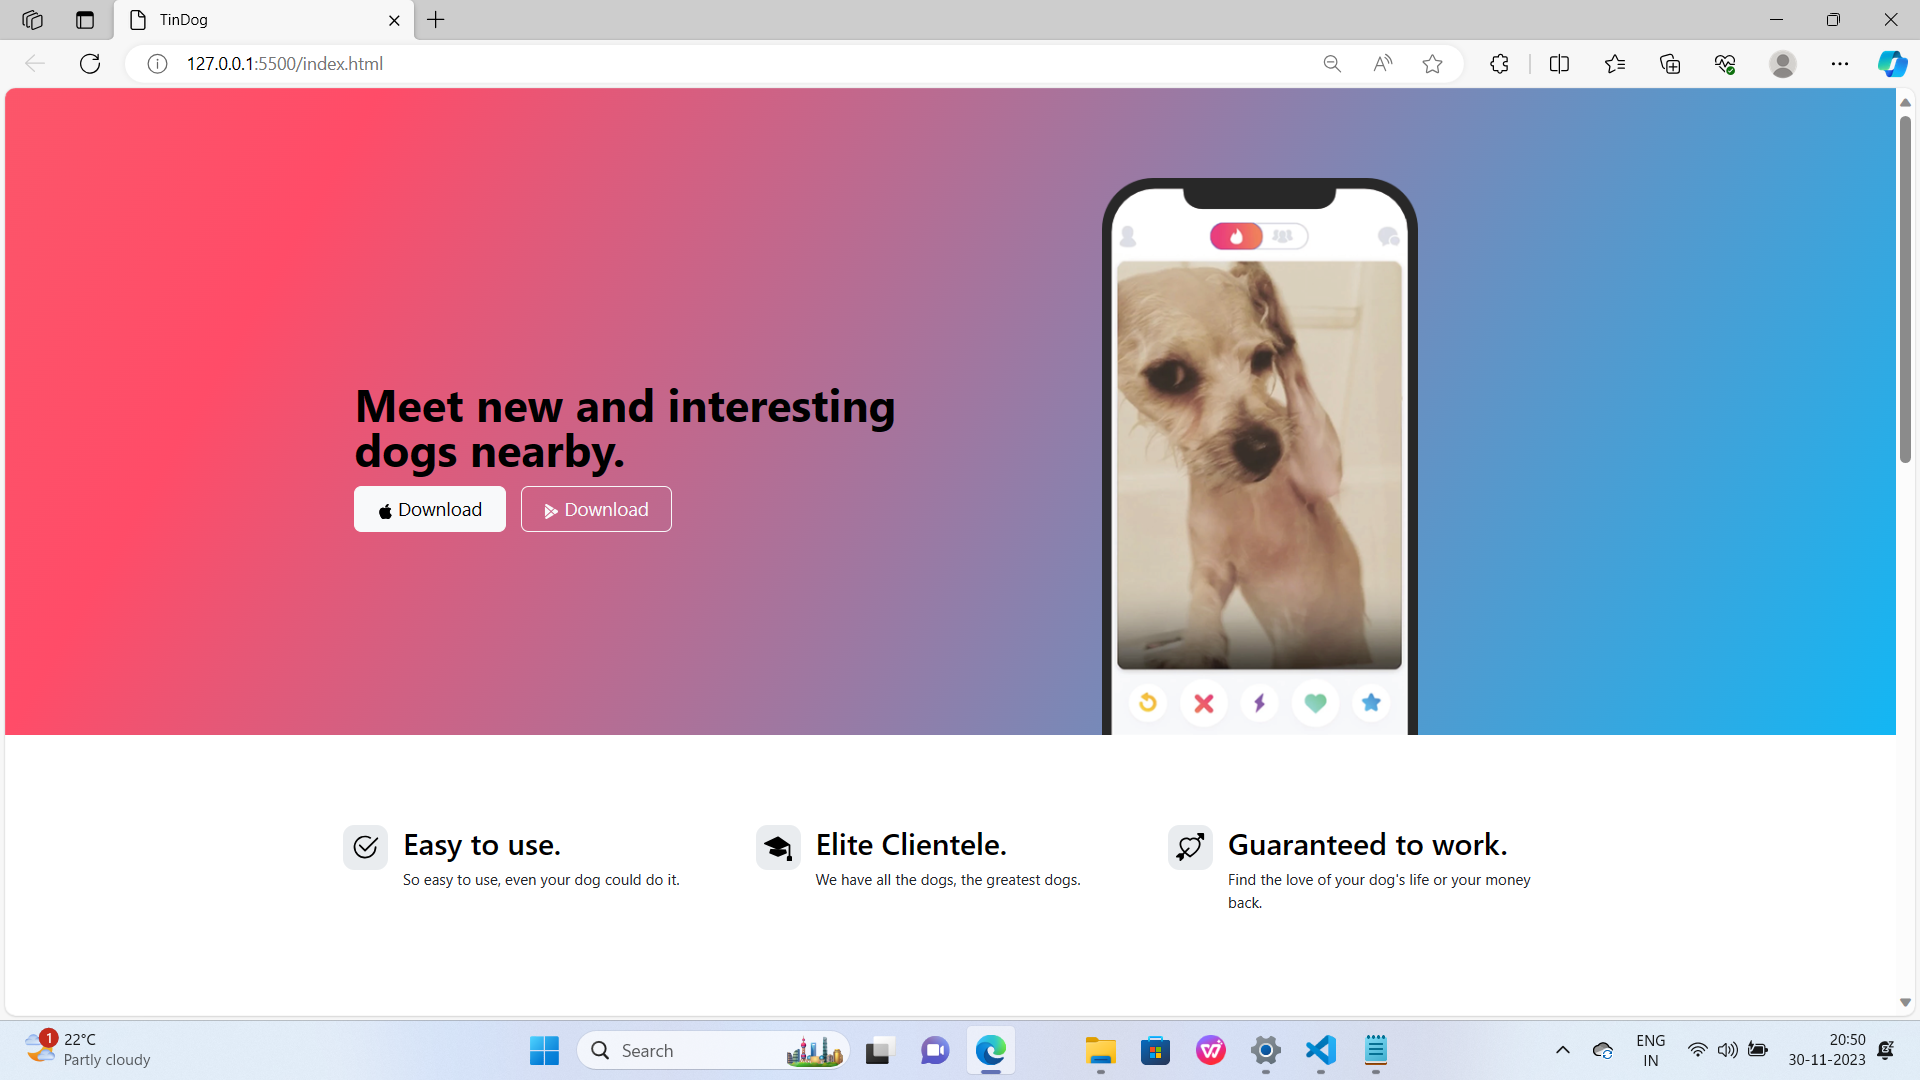 TinDog
127.0.0.1:5500/index.html
Meet new and interesting
dogs nearby.
Download
Download
Easy to use.
So easy to use, even your dog could do it.
Elite Clientele.
We have all the dogs, the greatest dogs.
Guaranteed to work.
Find the love of your dog's life or your money
back.
1
22°C
Partly cloudy
Search
ENG
IN
20:50
30-11-2023